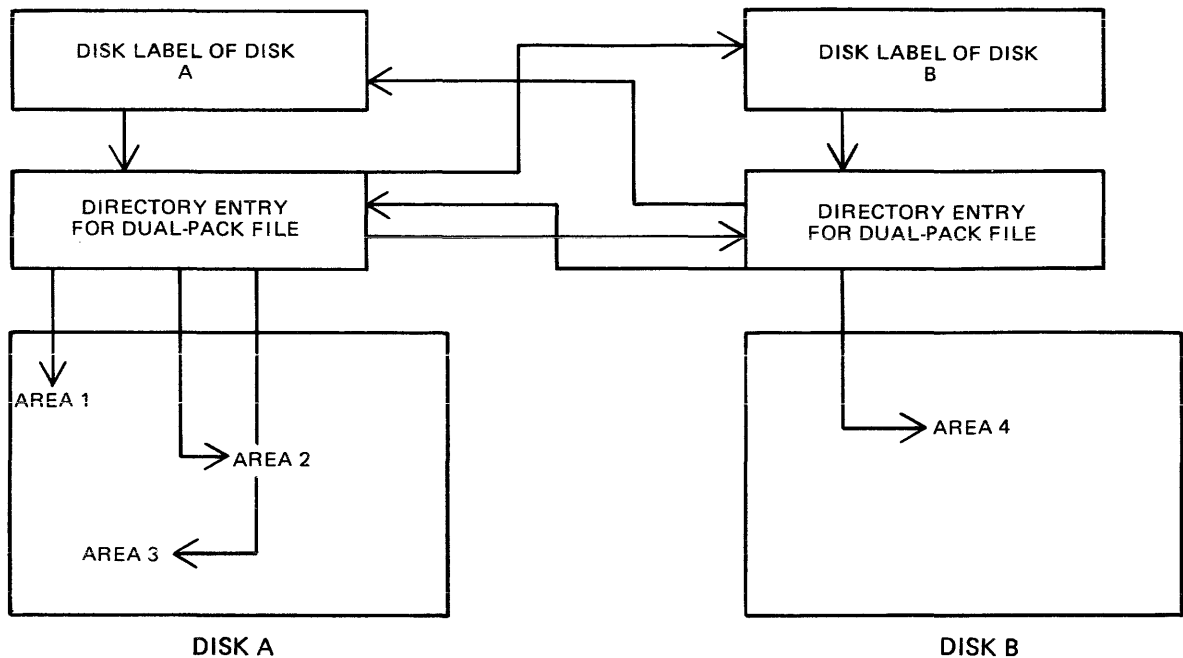 DISK LABEL OF DISK
A
DISK LABEL OF DISK
B
DIRECTORY ENTRY
FOR DUAL-PACK FILE
DIRECTORY ENTRY
FOR DUAL-PACK FILE
AREA 1
AREA 2
AREA 3
AREA 4
DISK A
DISK B